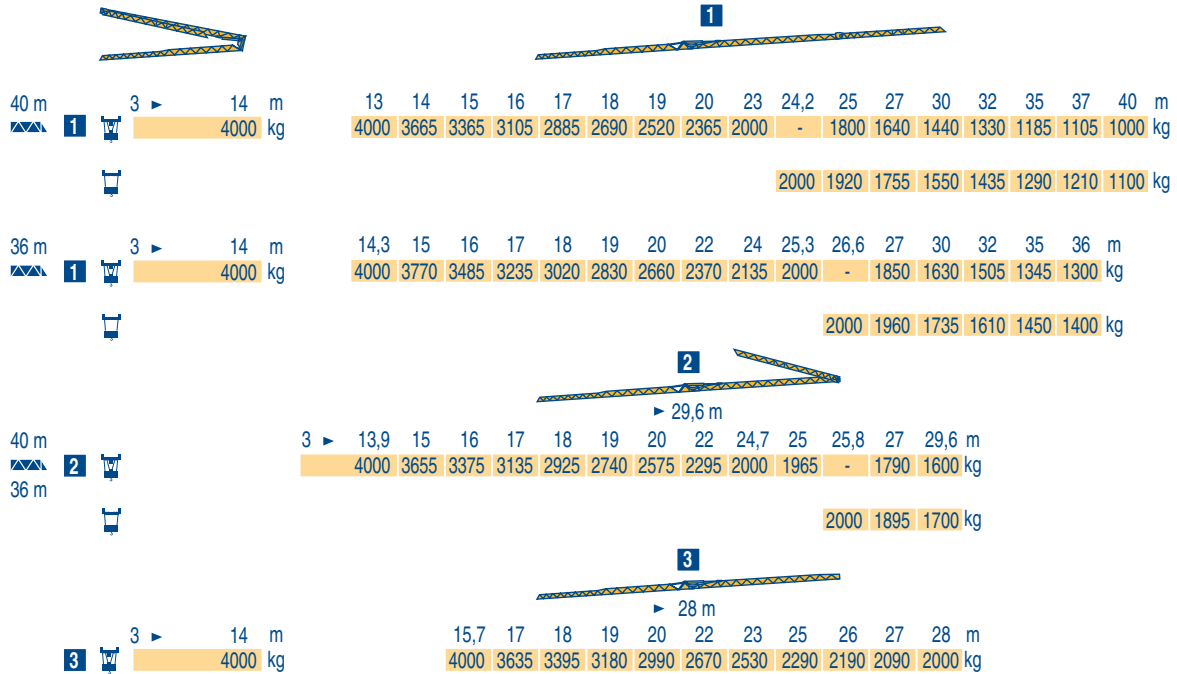 1
40 m 3 ► 14 m 13 14 15 16 17 18 19 20 23 24,2 25 27 30 32 35 37 40 m
1 4000 kg 4000 3665 3365 3105 2885 2690 2520 2365 2000 - 1800 1640 1440 1330 1185 1105 1000 kg
2000 1920 1755 1550 1435 1290 1210 1100 kg
36 m 3 ► 14 m 14,3 15 16 17 18 19 20 22 24 25,3 26,6 27 30 32 35 36 m
1 4000 kg 4000 3770 3485 3235 3020 2830 2660 2370 2135 2000 - 1850 1630 1505 1345 1300 kg
2000 1960 1735 1610 1450 1400 kg
2
► 29,6 m
40 m 3 ► 13,9 15 16 17 18 19 20 22 24,7 25 25,8 27 29,6 m
2 4000 3655 3375 3135 2925 2740 2575 2295 2000 1965 - 1790 1600 kg
36 m
2000 1895 1700 kg
3
► 28 m
3 ► 14 m 15,7 17 18 19 20 22 23 25 26 27 28 m
3 4000 kg 4000 3635 3395 3180 2990 2670 2530 2290 2190 2090 2000 kg